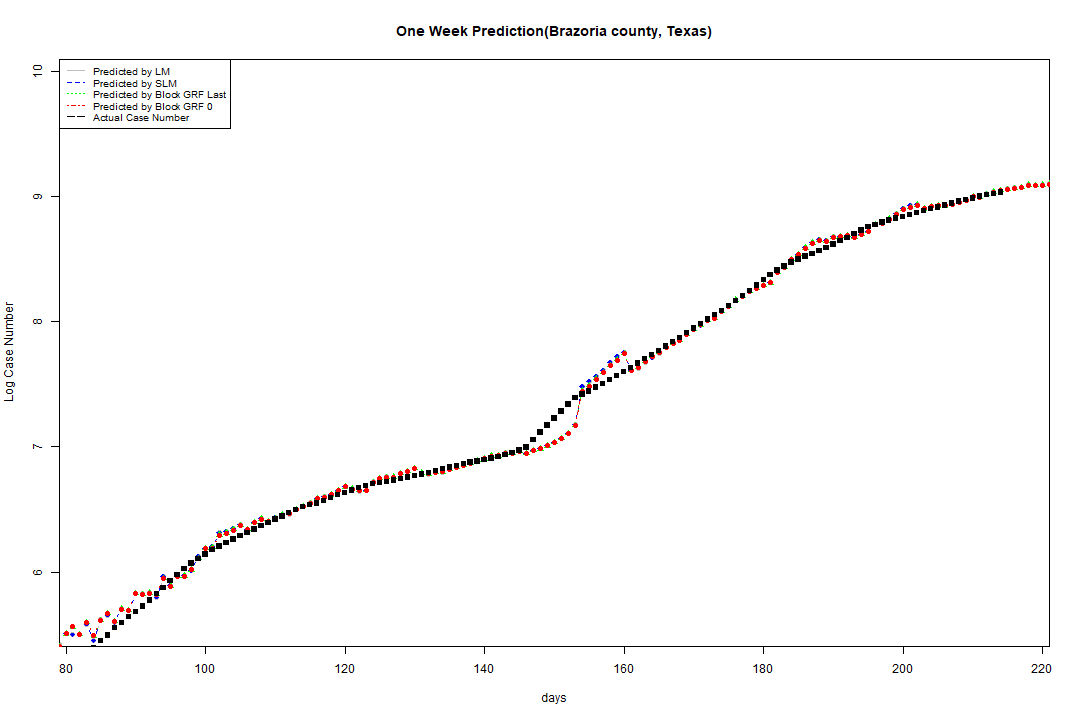 One Week Prediction(Brazoria county, Texas)
Predicted by LM
Predicted by SLM
Predicted by Block GRF Last
Predicted by Block GRF 0
Actual Case Number
10
9
8
7
6
Log Case Number
80 100 120 140 160 180 200 220
days